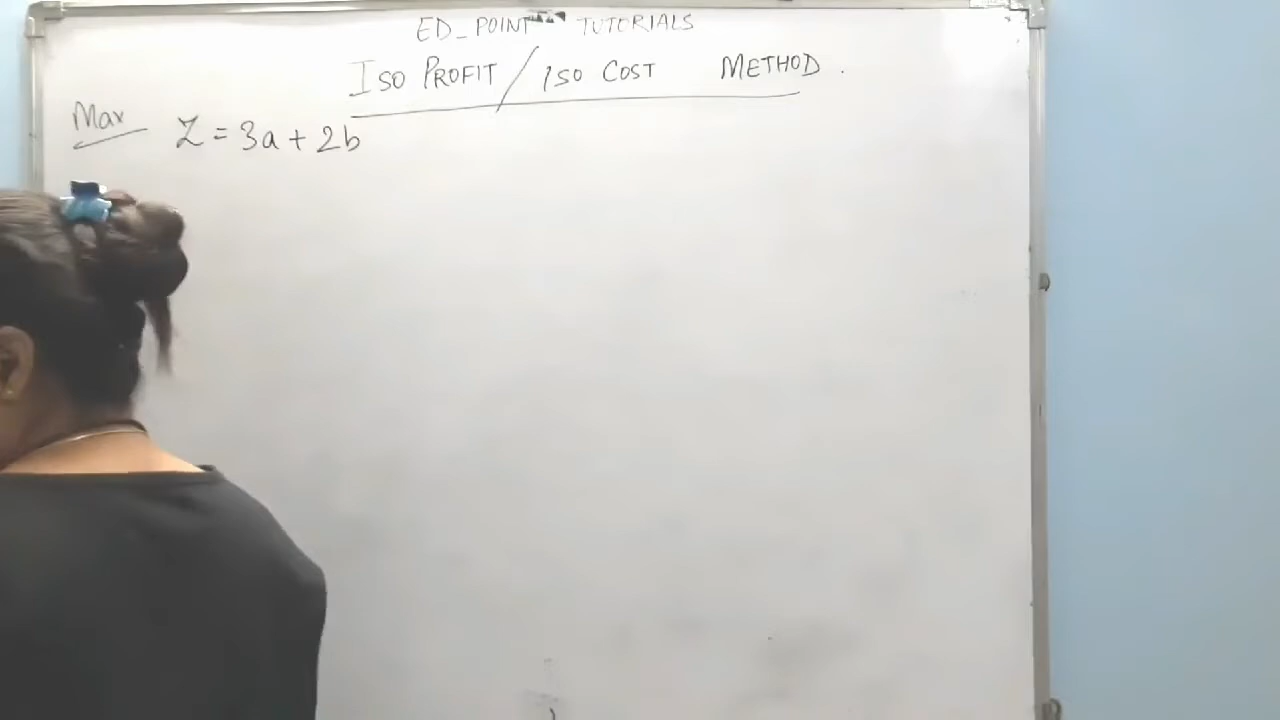 ED_POINT TUTORIALS
ISO PROFIT / ISO COST METHOD.
Max Z = 3a + 2b